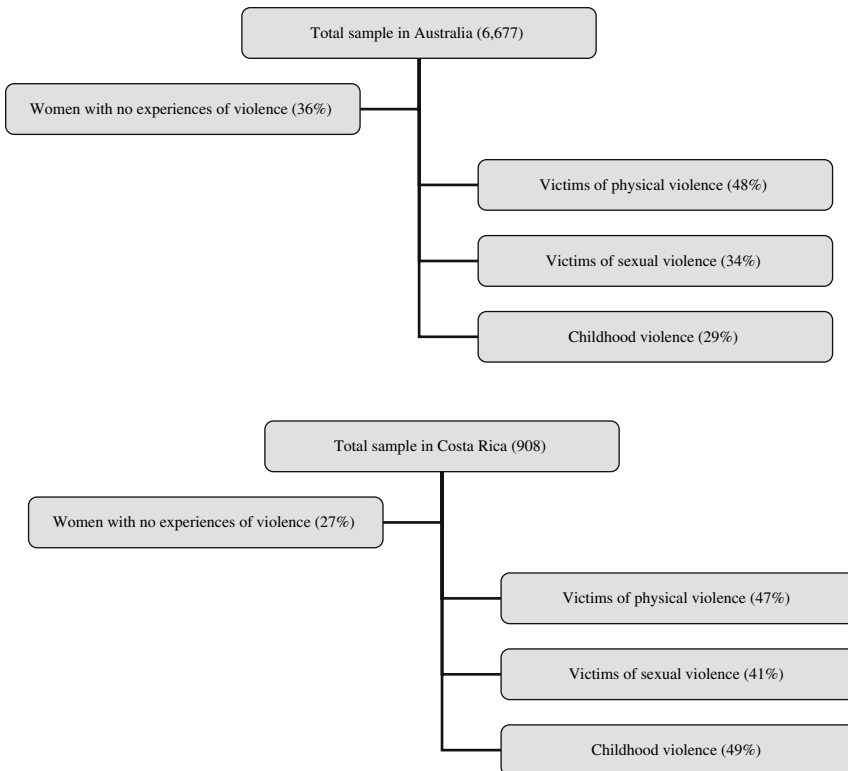 Total sample in Australia (6,677)
Women with no experiences of violence (36%)
Victims of physical violence (48%)
Victims of sexual violence (34%)
Childhood violence (29%)
Total sample in Costa Rica (908)
Women with no experiences of violence (27%)
Victims of physical violence (47%)
Victims of sexual violence (41%)
Childhood violence (49%)